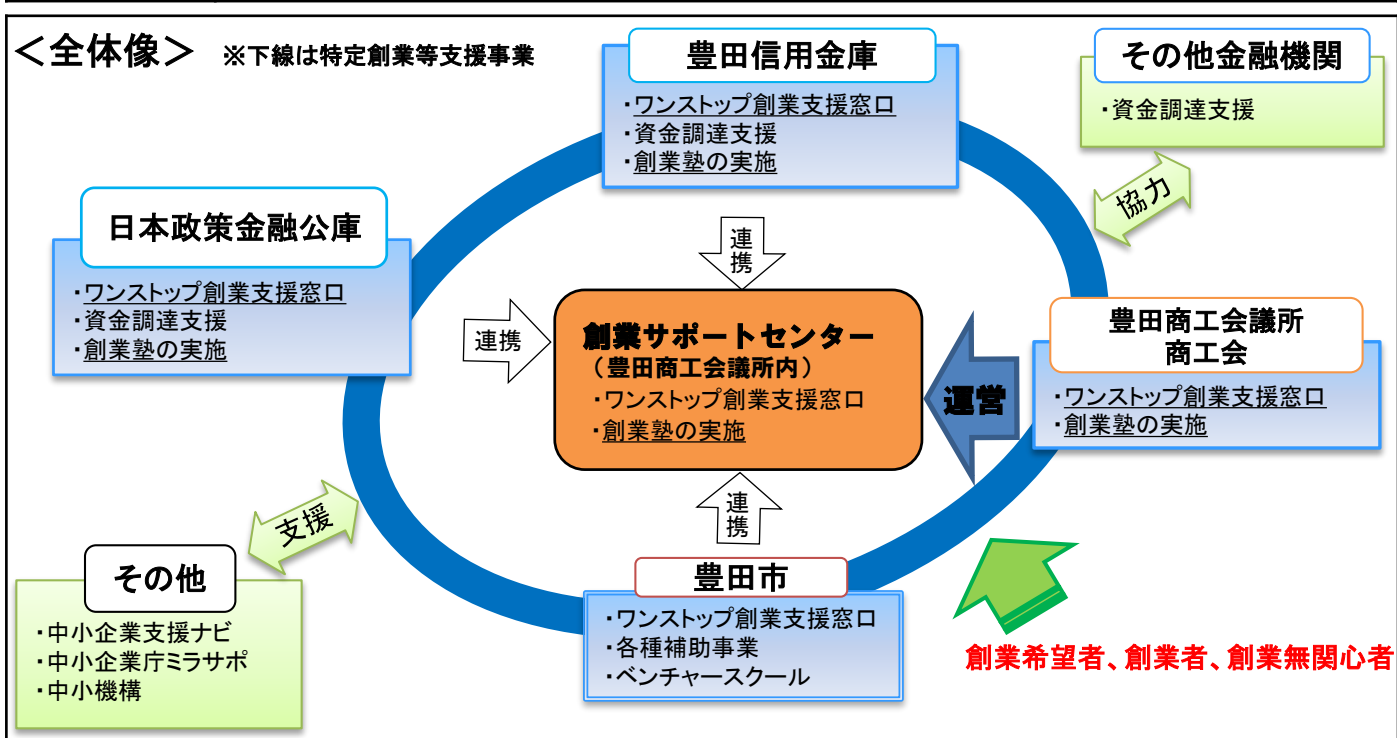 ＜全体像＞ ※下線は特定創業等支援事業
豊田信用金庫
・ワンストップ創業支援窓口
・資金調達支援
・創業塾の実施
その他金融機関
・資金調達支援
協力
日本政策金融公庫
・ワンストップ創業支援窓口
・資金調達支援
・創業塾の実施
連携
連携
創業サポートセンター
（豊田商工会議所内）
・ワンストップ創業支援窓口
・創業塾の実施
運営
豊田商工会議所
商工会
・ワンストップ創業支援窓口
・創業塾の実施
連携
支援
その他
・中小企業支援ナビ
・中小企業庁ミラサポ
・中小機構
豊田市
・ワンストップ創業支援窓口
・各種補助事業
・ベンチャースクール
創業希望者、創業者、創業無関心者